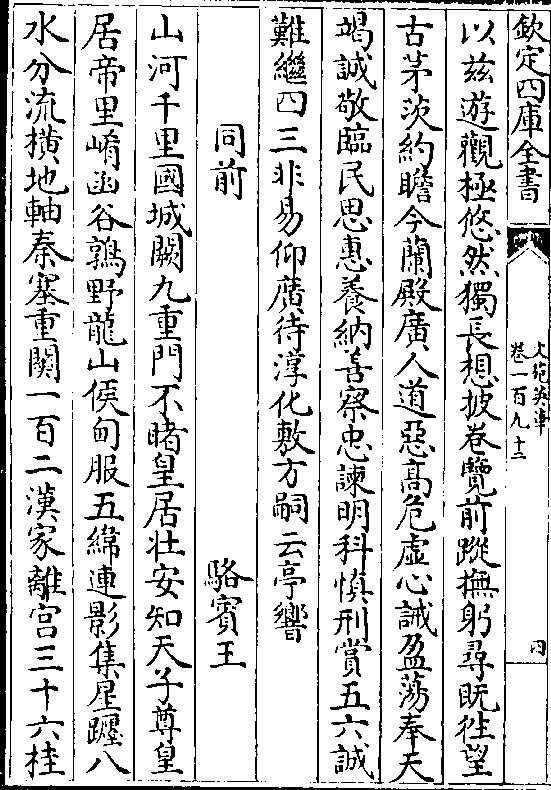 欽定四庫全書
文苑英華
卷一百九十二
四
以兹遊觀極悠然獨長想披卷覽前蹤撫躬尋既徃望
古茅茨約瞻今蘭殿廣人道惡高危虚心誡盈蕩奉天
竭誠敬臨民思惠養納善察忠諫明科慎刑賞五六誠
難繼四三非易仰廣待淳化敷方嗣云亭響
同前
駱賓王
山河千里國城闕九重門不睹皇居壮安知天子尊皇
居帝里崤函谷鶉野龍山侯甸服五緯連影集星躔八
水分流横地軸秦塞重關一百二漢家離宫三十六桂